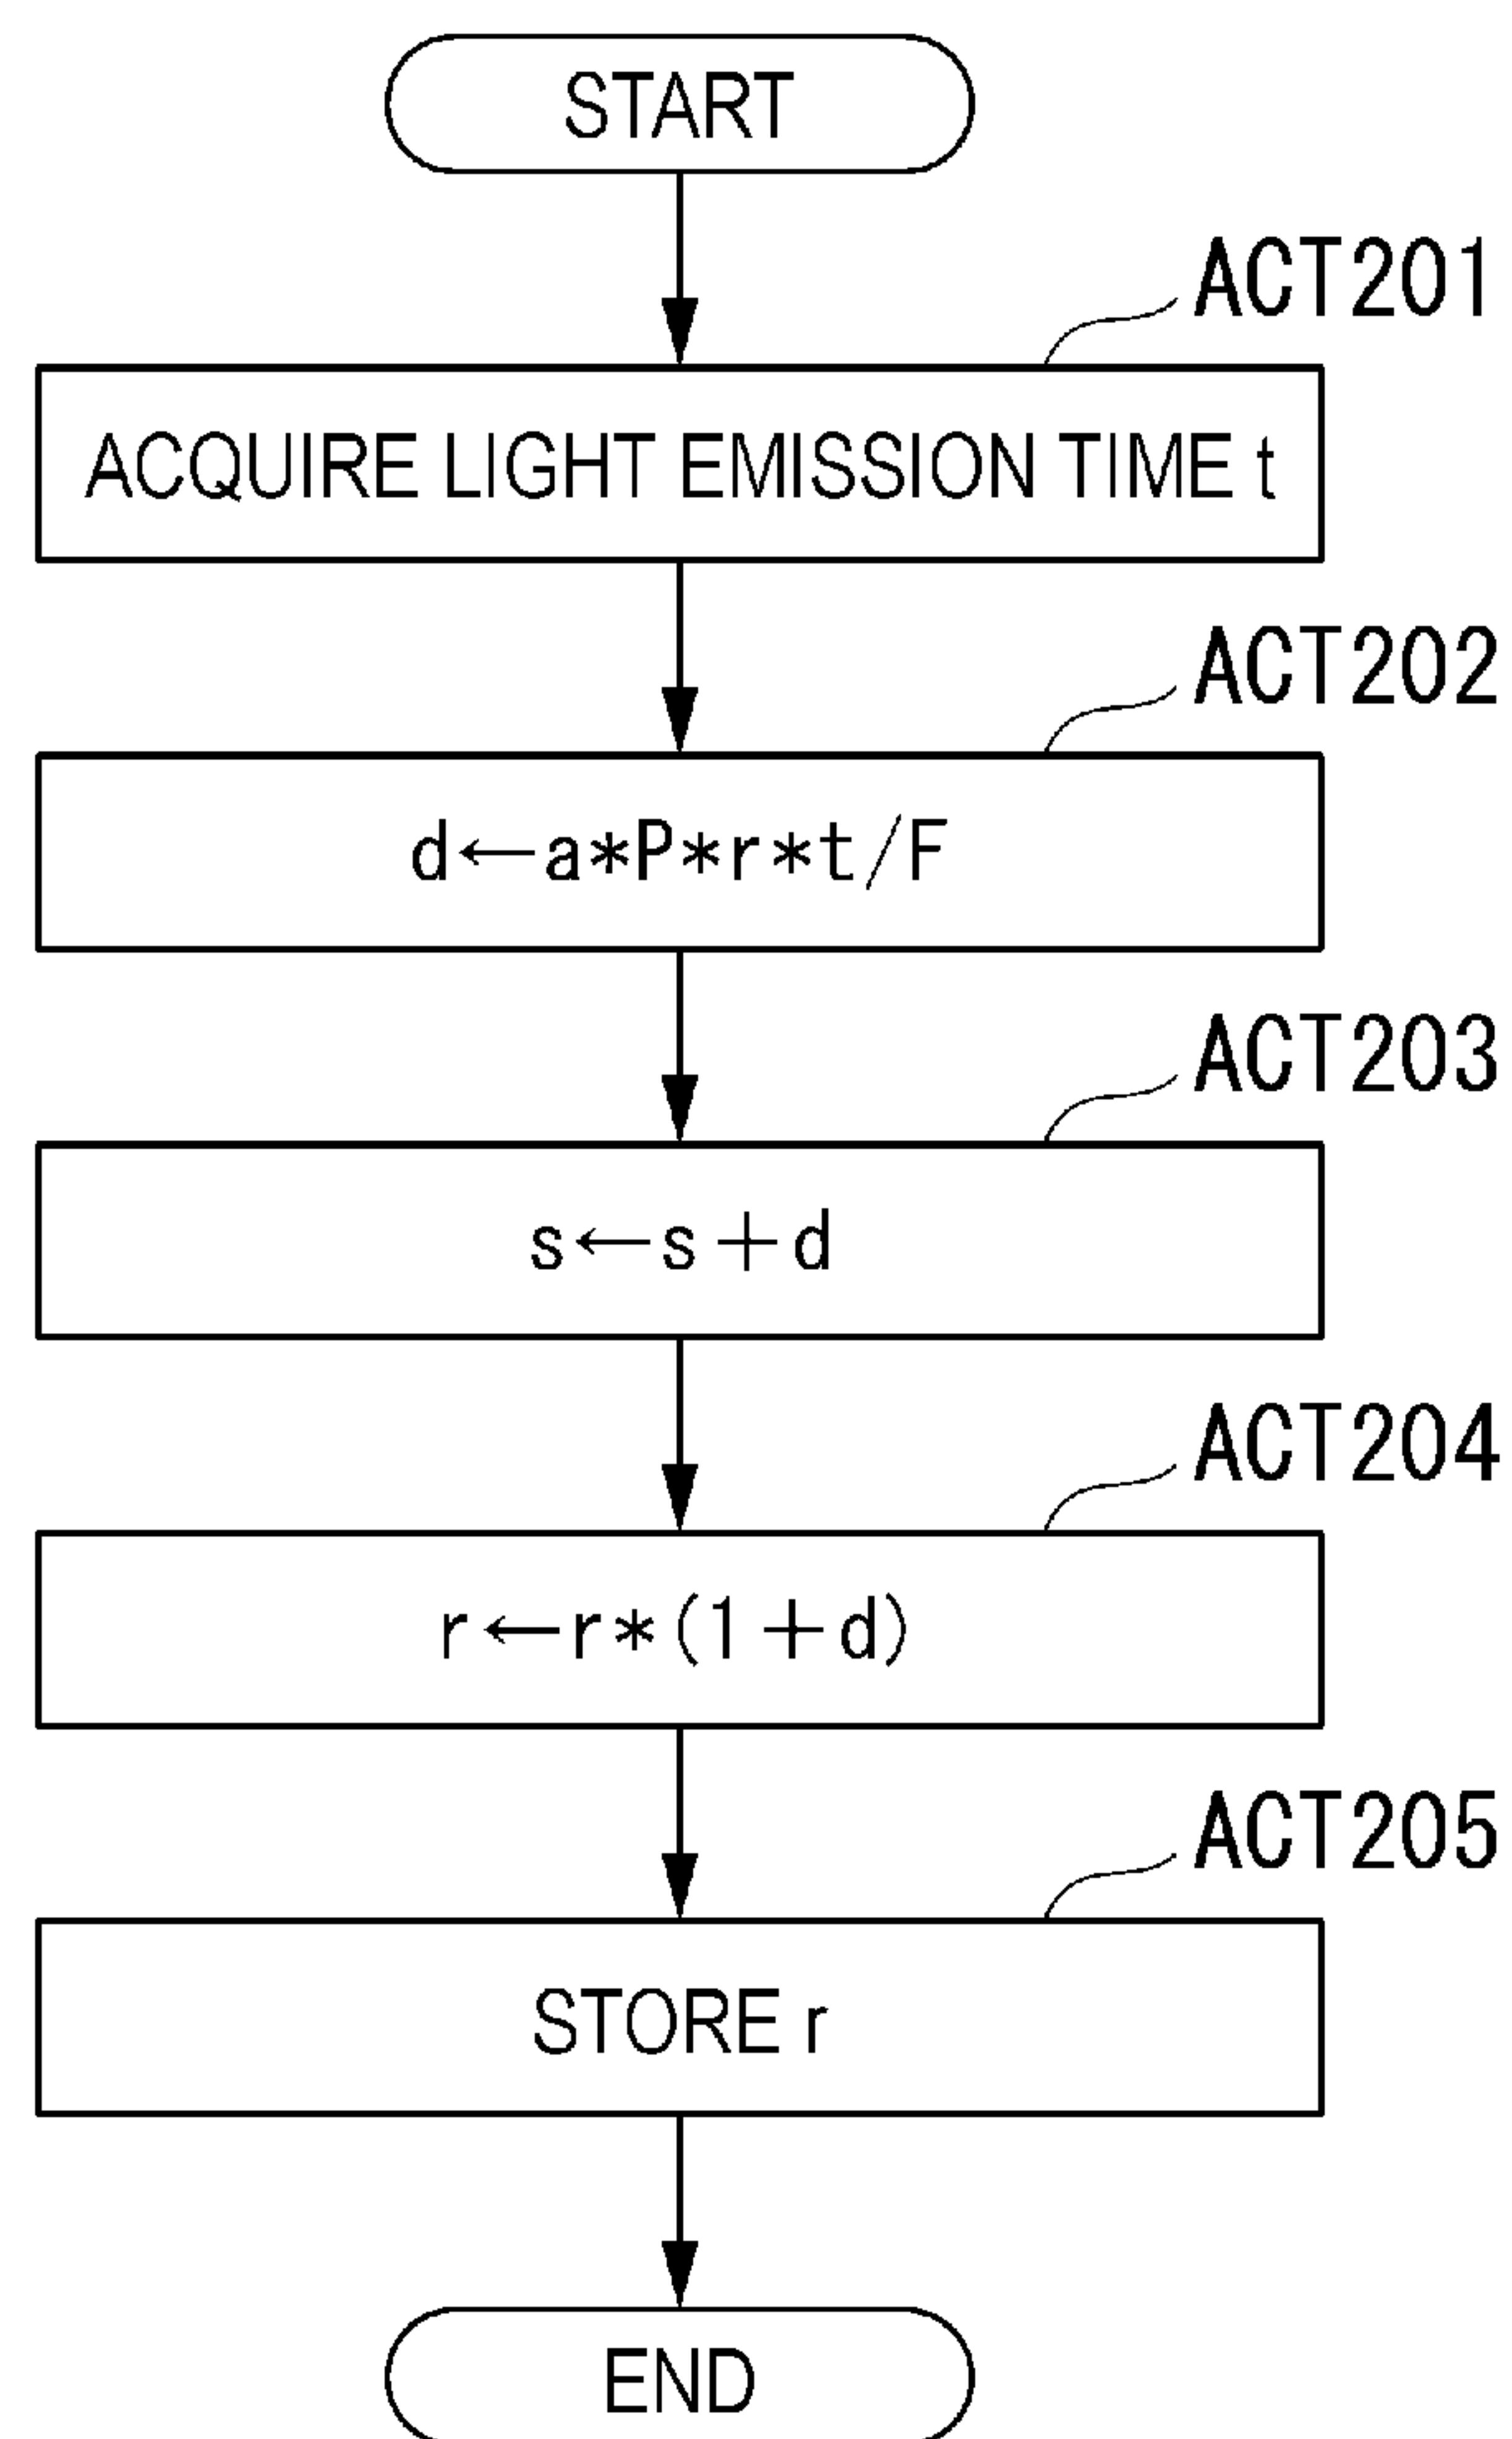 START
ACT201
ACQUIRE LIGHT EMISSION TIME t
ACT202
d←a*P*r*t/F
ACT203
s←s+d
ACT204
r←r*(1+d)
ACT205
STORE r
END